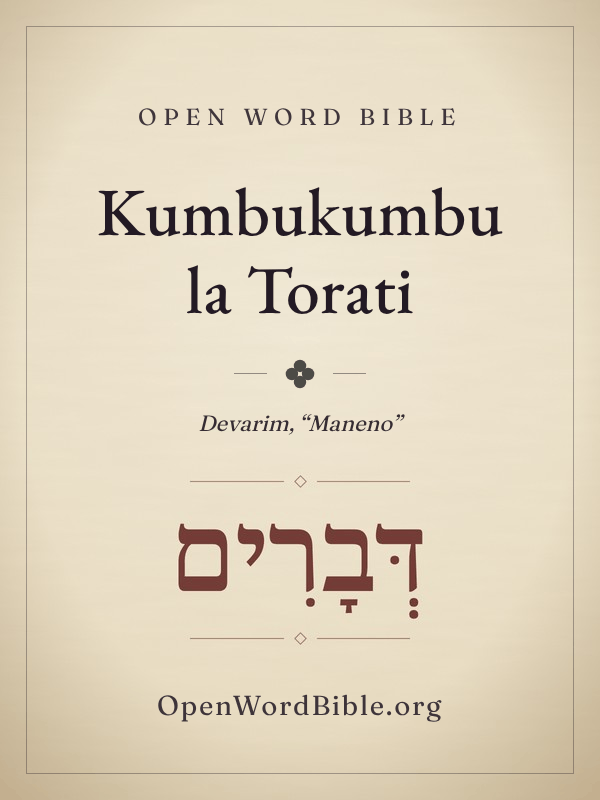 OPEN WORD BIBLE
Kumbukumbu
la Torati
Devarim, “Maneno”
דְּבָרִים
OpenWordBible.org